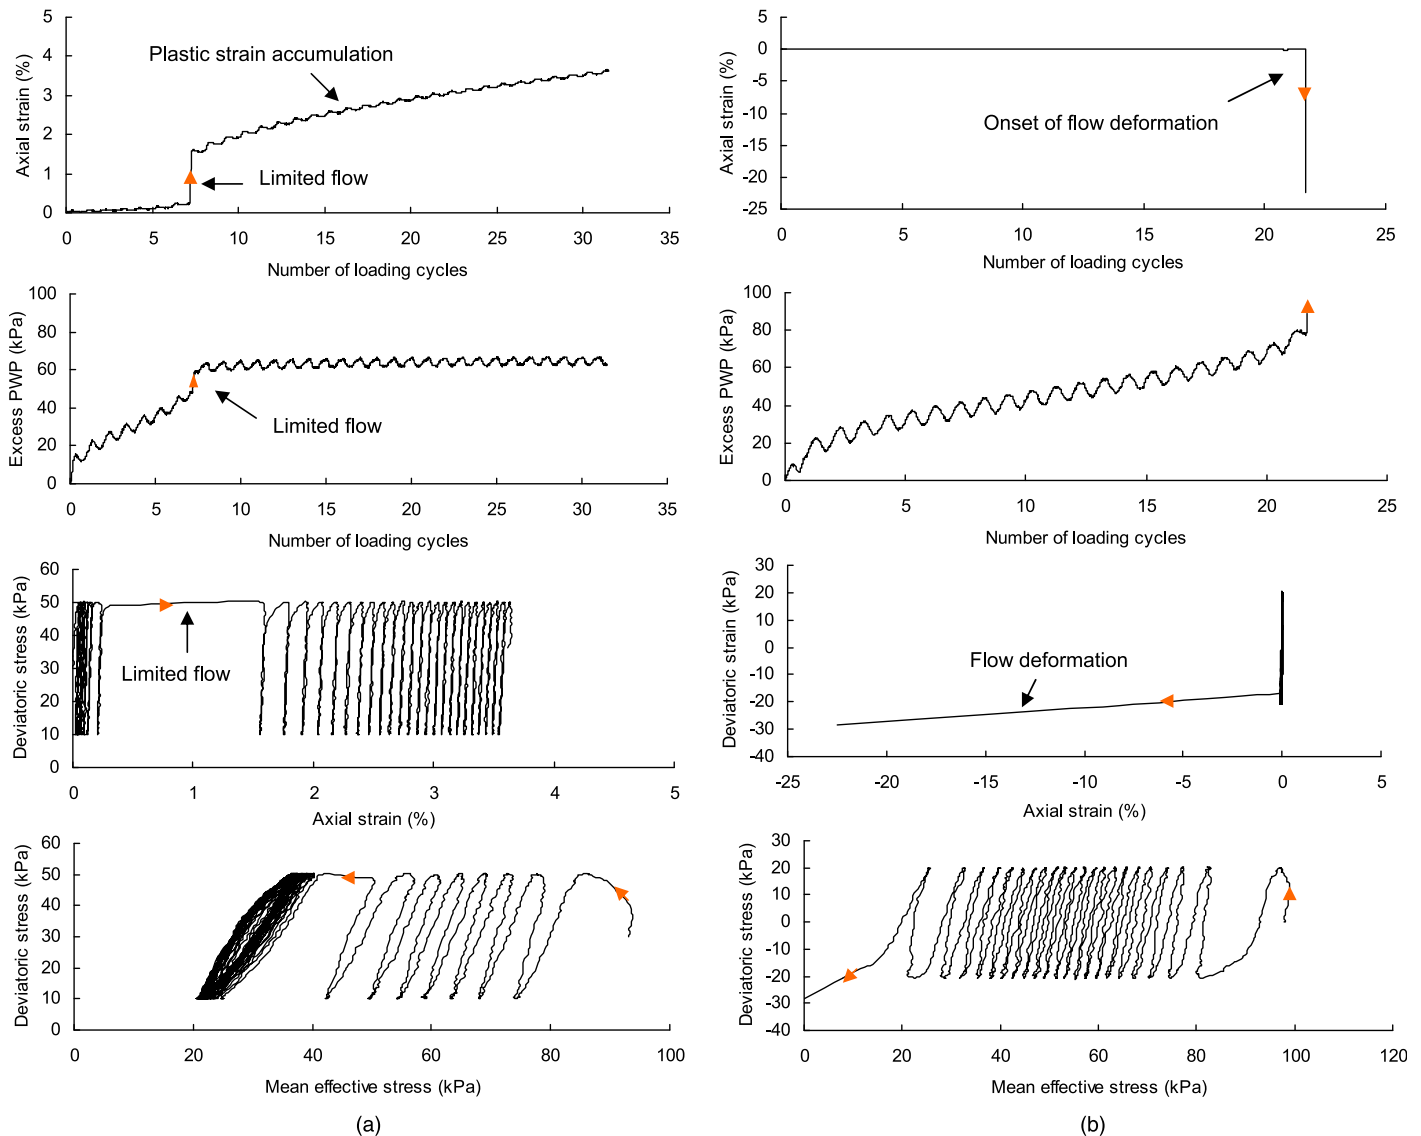 5
4
3
2
1
0
Axial strain (%)
Plastic strain accumulation
Limited flow
0 5 10 15 20 25 30 35
Number of loading cycles
100
80
60
40
20
0
Excess PWP (kPa)
Limited flow
0 5 10 15 20 25 30 35
Number of loading cycles
60
50
40
30
20
10
0
Deviatoric stress (kPa)
Limited flow
0 1 2 3 4 5
Axial strain (%)
60
50
40
30
20
10
0
Deviatoric stress (kPa)
0 20 40 60 80 100
Mean effective stress (kPa)
(a)
5
0
-5
-10
-15
-20
-25
Axial strain (%)
Onset of flow deformation
0 5 10 15 20 25
Number of loading cycles
100
80
60
40
20
0
Excess PWP (kPa)
0 5 10 15 20 25
Number of loading cycles
30
20
10
0
-10
-20
-30
-40
Deviatoric strain (kPa)
Flow deformation
-25 -20 -15 -10 -5 0 5
Axial strain (%)
20
10
0
-10
-20
-30
-40
Deviatoric stress (kPa)
0 20 40 60 80 100 120
Mean effective stress (kPa)
(b)